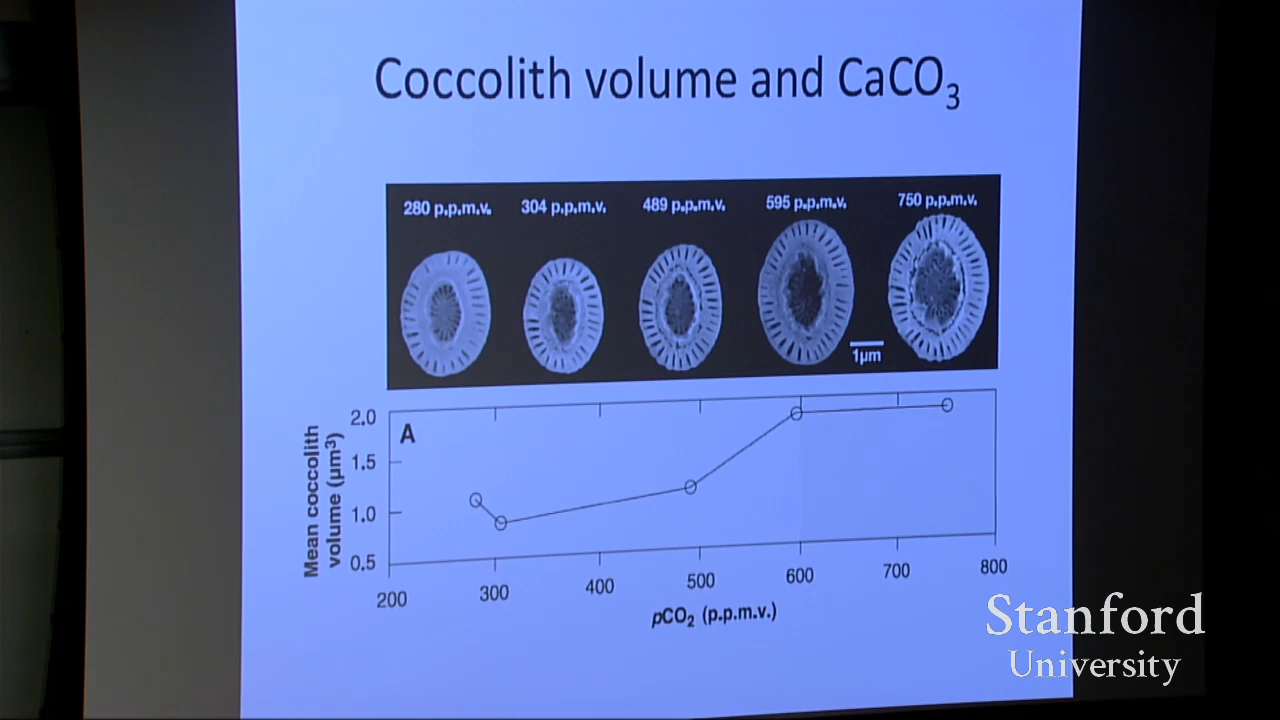 Coccolith volume and CaCO₃
280 p.p.m.v. 304 p.p.m.v. 489 p.p.m.v. 595 p.p.m.v. 750 p.p.m.v.
1μm
A
Mean coccolith
volume (μm³)
2.0
1.5
1.0
0.5
200 300 400 500 600 700 800
pCO₂ (p.p.m.v.)
Stanford
University